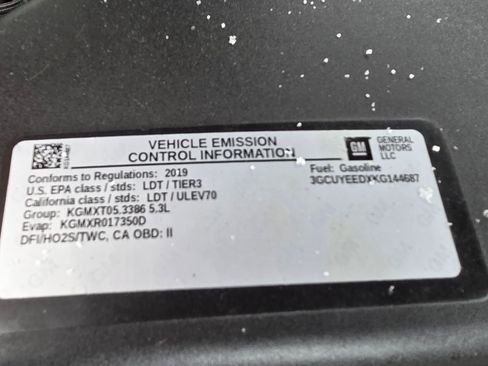 VEHICLE EMISSION
CONTROL INFORMATION
GM
GENERAL
MOTORS
LLC
Conforms to Regulations: 2019
Fuel: Gasoline
U.S. EPA class / stds: LDT / TIER3
3GCUYEEDXKG144687
California class / stds: LDT / ULEV70
Group: KGMXT05.3386 5.3L
Evap: KGMXR017350D
DFI/HO2S/TWC, CA OBD: II